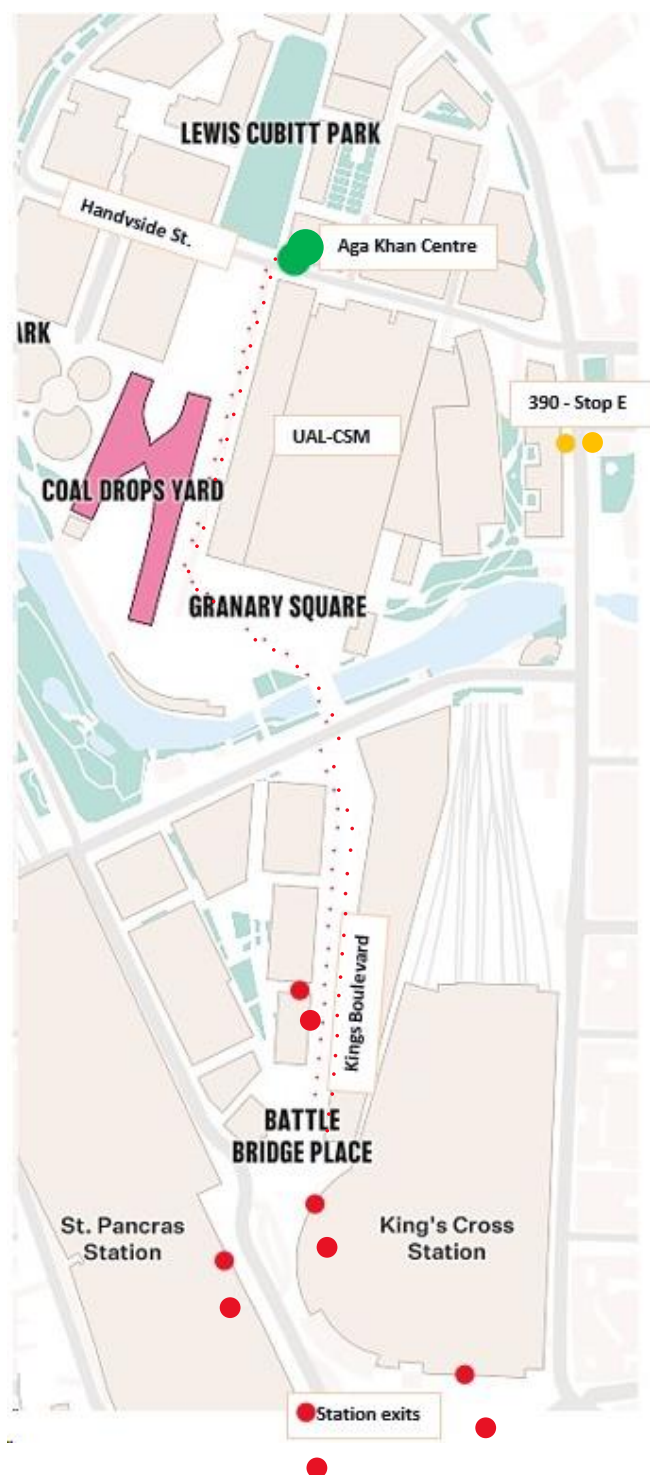 LEWIS CUBITT PARK
Handyside St.
Aga Khan Centre
ARK
390 - Stop E
UAL-CSM
COAL DROPS YARD
GRANARY SQUARE
Kings Boulevard
BATTLE
BRIDGE PLACE
St. Pancras
Station
King's Cross
Station
Station exits